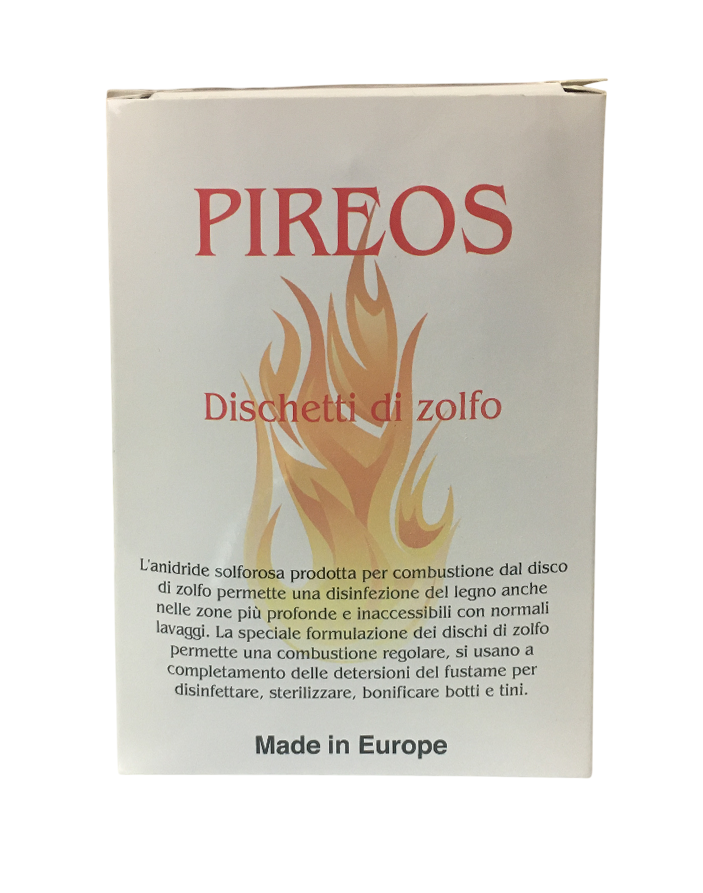 PIREOS
Dischetti di zolfo
L'anidride solforosa prodotta per combustione dal disco
di zolfo permette una disinfezione del legno anche
nelle zone più profonde e inaccessibili con normali
lavaggi. La speciale formulazione dei dischi di zolfo
permette una combustione regolare, si usano a
completamento delle detersioni del fustame per
disinfettare, sterilizzare, bonificare botti e tini.
Made in Europe